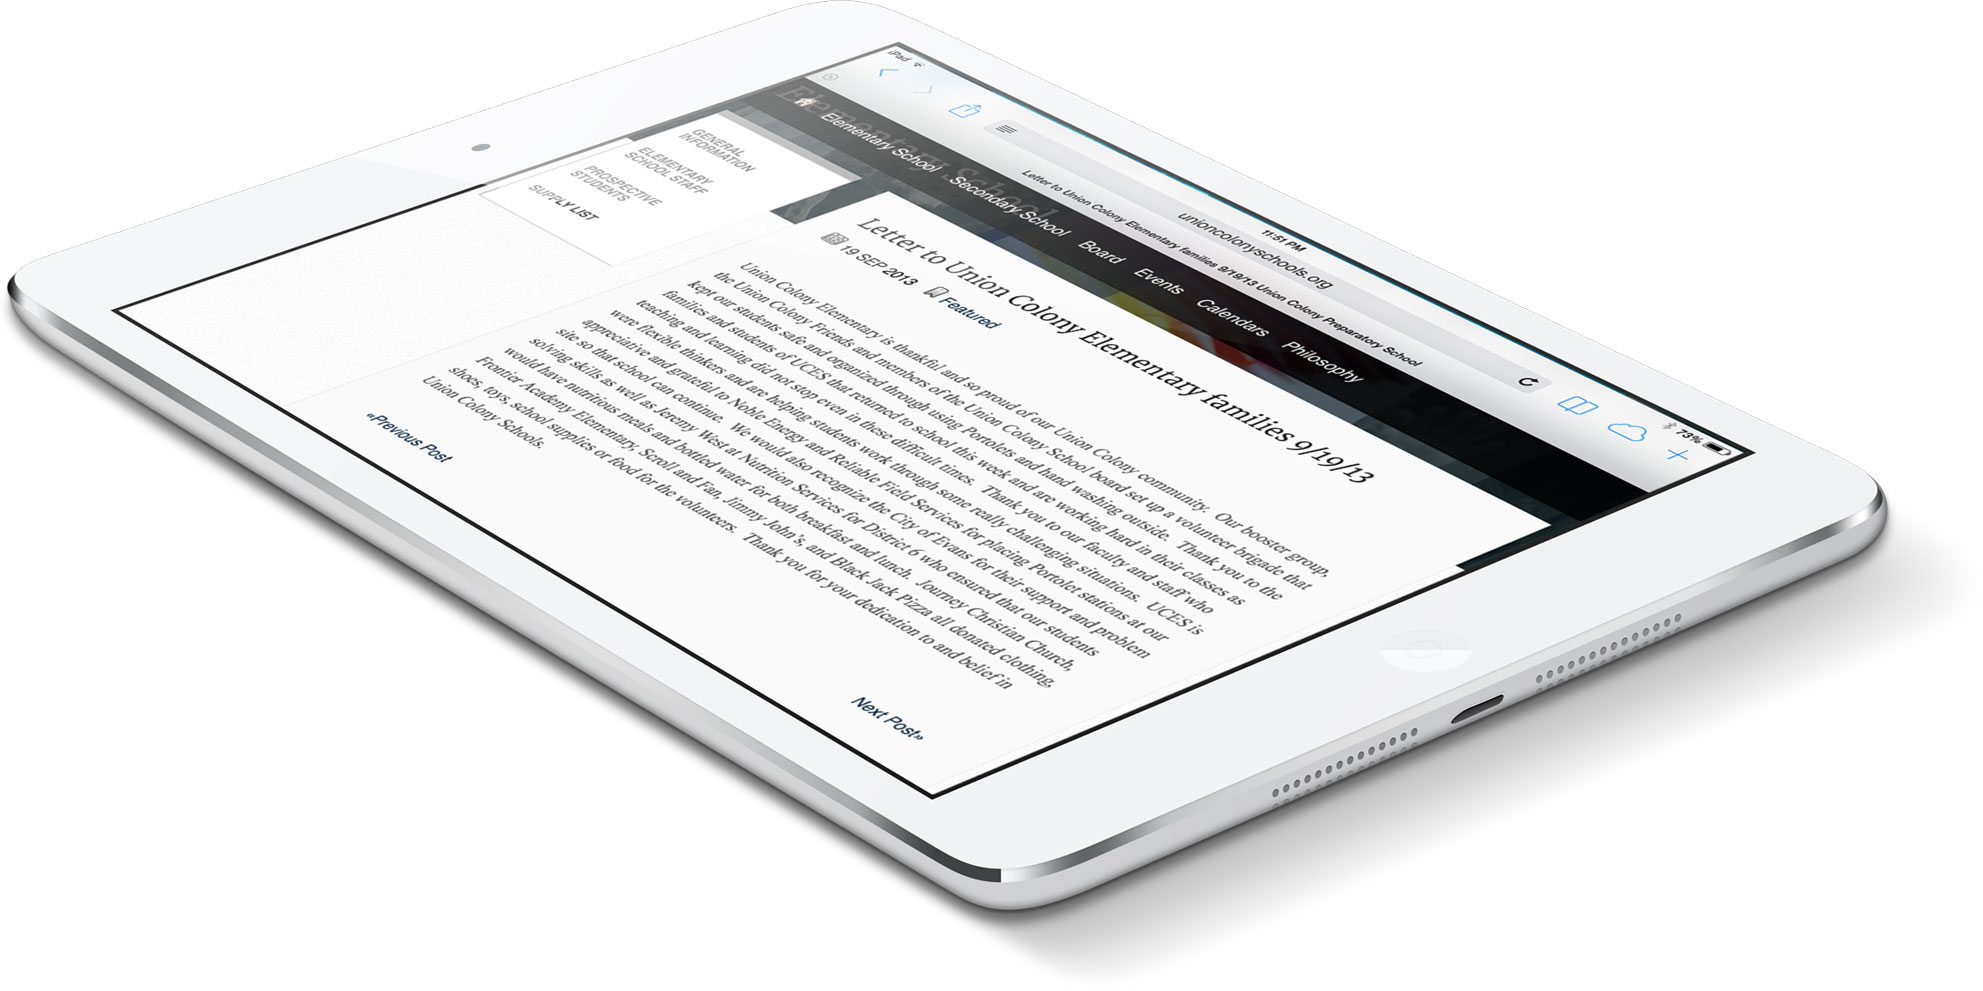 iPad
11:51 PM
73%
unioncolonyschools.org
Letter to Union Colony Elementary families 9/19/13 Union Colony Preparatory School
Elementary School
Elementary School Secondary School Board Events Calendars Philosophy
GENERAL
INFORMATION
ELEMENTARY
SCHOOL STAFF
PROSPECTIVE
STUDENTS
SUPPLY LIST
Letter to Union Colony Elementary families 9/19/13
19 SEP 2013 Featured
Union Colony Elementary is thankful and so proud of our Union Colony community. Our booster group,
the Union Colony Friends and members of the Union Colony School board set up a volunteer brigade that
kept our students safe and organized through using Portolets and hand washing outside. Thank you to the
families and students of UCES that returned to school this week and are working hard in their classes as
teaching and learning did not stop even in these difficult times. Thank you to our faculty and staff who
were flexible thinkers and are helping students work through some really challenging situations. UCES is
appreciative and grateful to Noble Energy and Reliable Field Services for placing Portolet stations at our
site so that school can continue. We would also recognize the City of Evans for their support and problem
solving skills as well as Jeremy West at Nutrition Services for District 6 who ensured that our students
would have nutritious meals and bottled water for both breakfast and lunch. Journey Christian Church,
Frontier Academy Elementary, Scroll and Fan, Jimmy John's, and Black Jack Pizza all donated clothing,
shoes, toys, school supplies or food for the volunteers. Thank you for your dedication to and belief in
Union Colony Schools.
«Previous Post
Next Post»